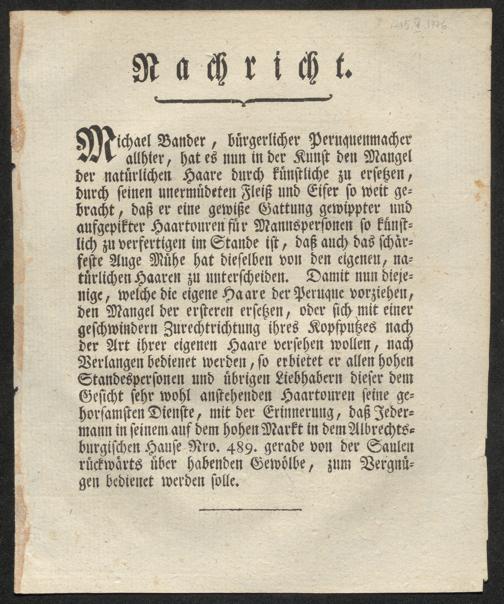 Nachricht.
Michael Bander, bürgerlicher Peruquenmacher
allhier, hat es nun in der Kunst den Mangel
der natürlichen Haare durch künstliche zu ersetzen,
durch seinen unermüdeten Fleiß und Eifer so weit ge-
bracht, daß er eine gewiße Gattung gewippter und
aufgepikter Haartouren für Mannspersonen so künst-
lich zu verfertigen im Stande ist, daß auch das schär-
feste Auge Mühe hat dieselben von den eigenen, na-
türlichen Haaren zu unterscheiden. Damit nun dieje-
nige, welche die eigene Haare der Peruque vorziehen,
den Mangel der ersteren ersetzen, oder sich mit einer
geschwindern Zurechtrichtung ihres Kopfputzes nach
der Art ihrer eigenen Haare versehen wollen, nach
Verlangen bedienet werden, so erbietet er allen hohen
Standespersonen und übrigen Liebhabern dieser dem
Gesicht sehr wohl anstehenden Haartouren seine ge-
horsamsten Dienste, mit der Erinnerung, daß Jeder-
mann in seinem auf dem hohen Markt in dem Albrechts-
burgischen Hause Nro. 489. gerade von der Saulen
rückwärts über habenden Gewölbe, zum Vergnü-
gen bedienet werden solle.